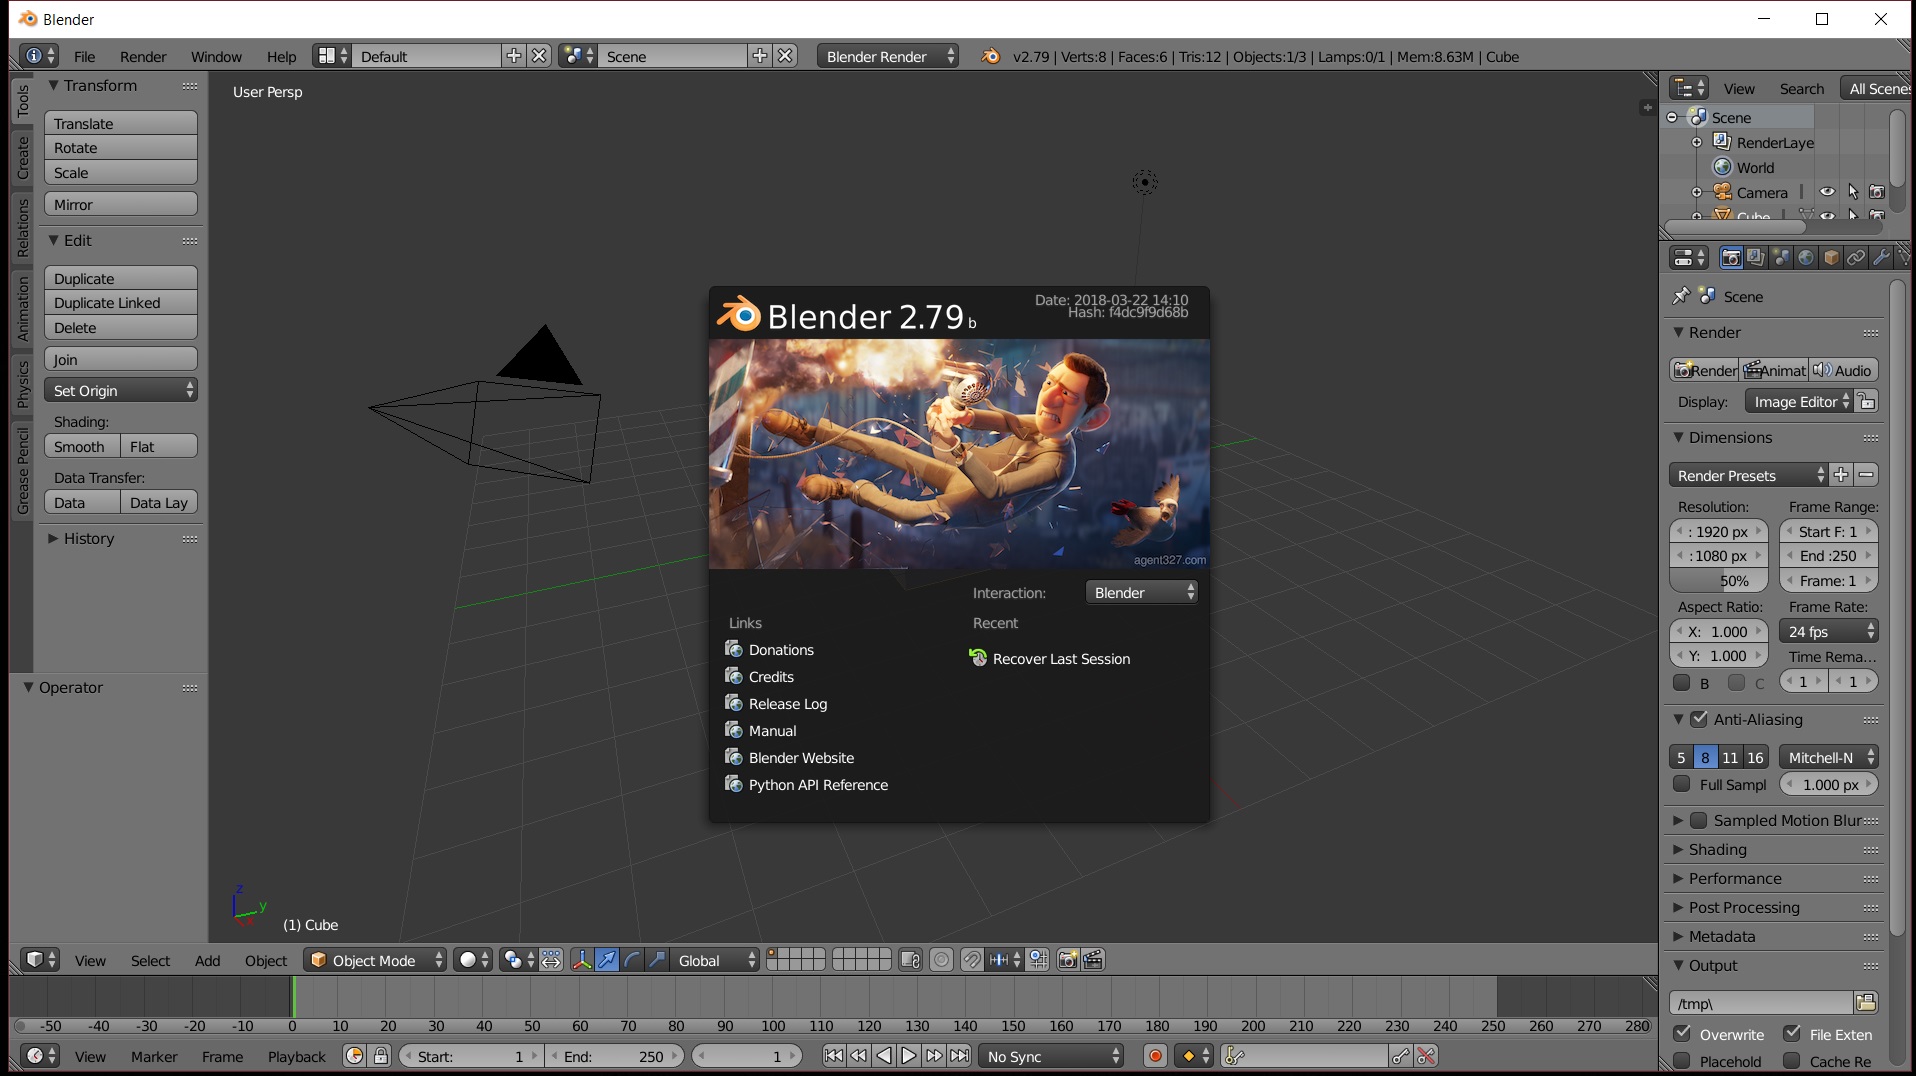 Blender
File Render Window Help Default Scene Blender Render v2.79 | Verts:8 | Faces:6 | Tris:12 | Objects:1/3 | Lamps:0/1 | Mem:8.63M | Cube
Tools
Create
Relations
Animation
Physics
Grease Pencil
Transform
Translate
Rotate
Scale
Mirror
Edit
Duplicate
Duplicate Linked
Delete
Join
Set Origin
Shading:
Smooth Flat
Data Transfer:
Data Data Lay
History
Operator
User Persp
Blender 2.79 b
Date: 2018-03-22 14:10
Hash: f4dc9f9d68b
agent327.com
Interaction: Blender
Links
Donations
Credits
Release Log
Manual
Blender Website
Python API Reference
Recent
Recover Last Session
z
y
x
(1) Cube
View Select Add Object Object Mode Global
-50 -40 -30 -20 -10 0 10 20 30 40 50 60 70 80 90 100 110 120 130 140 150 160 170 180 190 200 210 220 230 240 250 260 270 280
View Marker Frame Playback Start: 1 End: 250 1 No Sync
View Search All Scenes
Scene
RenderLaye
World
Camera
Cube
Scene
Render
Render Animat Audio
Display: Image Editor
Dimensions
Render Presets
Resolution: Frame Range:
: 1920 px Start F: 1
:1080 px End :250
50% Frame: 1
Aspect Ratio: Frame Rate:
X: 1.000 24 fps
Y: 1.000 Time Rema...
B C 1 1
Anti-Aliasing
5 8 11 16 Mitchell-N
Full Sampl 1.000 px
Sampled Motion Blur
Shading
Performance
Post Processing
Metadata
Output
/tmp\
Overwrite File Exten
Placehold Cache Re